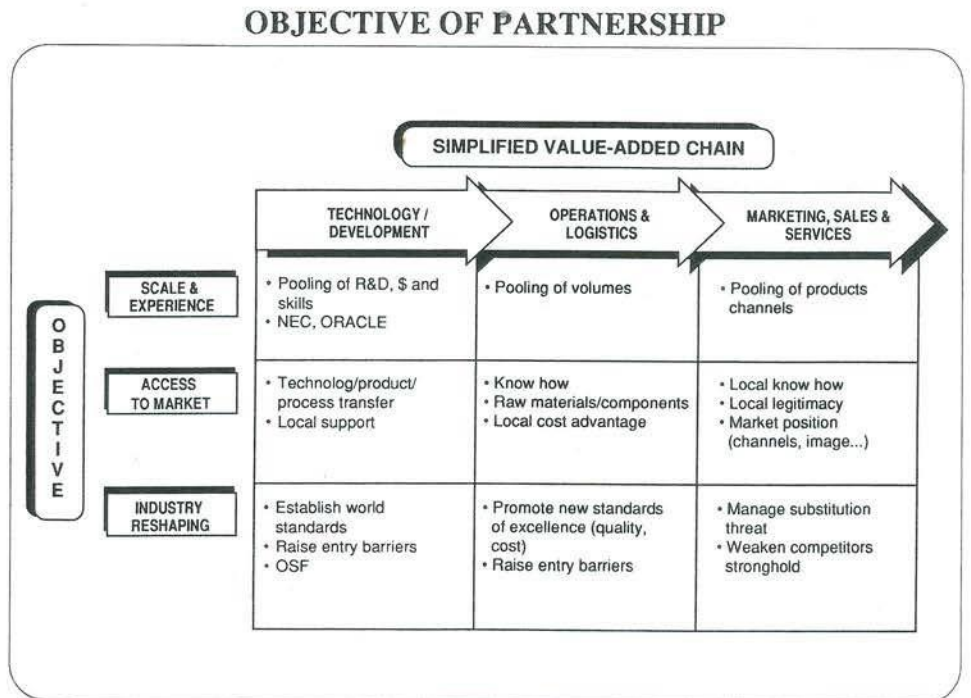 OBJECTIVE OF PARTNERSHIP
SIMPLIFIED VALUE-ADDED CHAIN
TECHNOLOGY /
DEVELOPMENT
OPERATIONS &
LOGISTICS
MARKETING, SALES &
SERVICES
OBJECTIVE
SCALE &
EXPERIENCE
• Pooling of R&D, $ and
skills
• NEC, ORACLE
• Pooling of volumes
• Pooling of products
channels
ACCESS
TO MARKET
• Technolog/product/
process transfer
• Local support
• Know how
• Raw materials/components
• Local cost advantage
• Local know how
• Local legitimacy
• Market position
(channels, image...)
INDUSTRY
RESHAPING
• Establish world
standards
• Raise entry barriers
• OSF
• Promote new standards
of excellence (quality,
cost)
• Raise entry barriers
• Manage substitution
threat
• Weaken competitors
stronghold